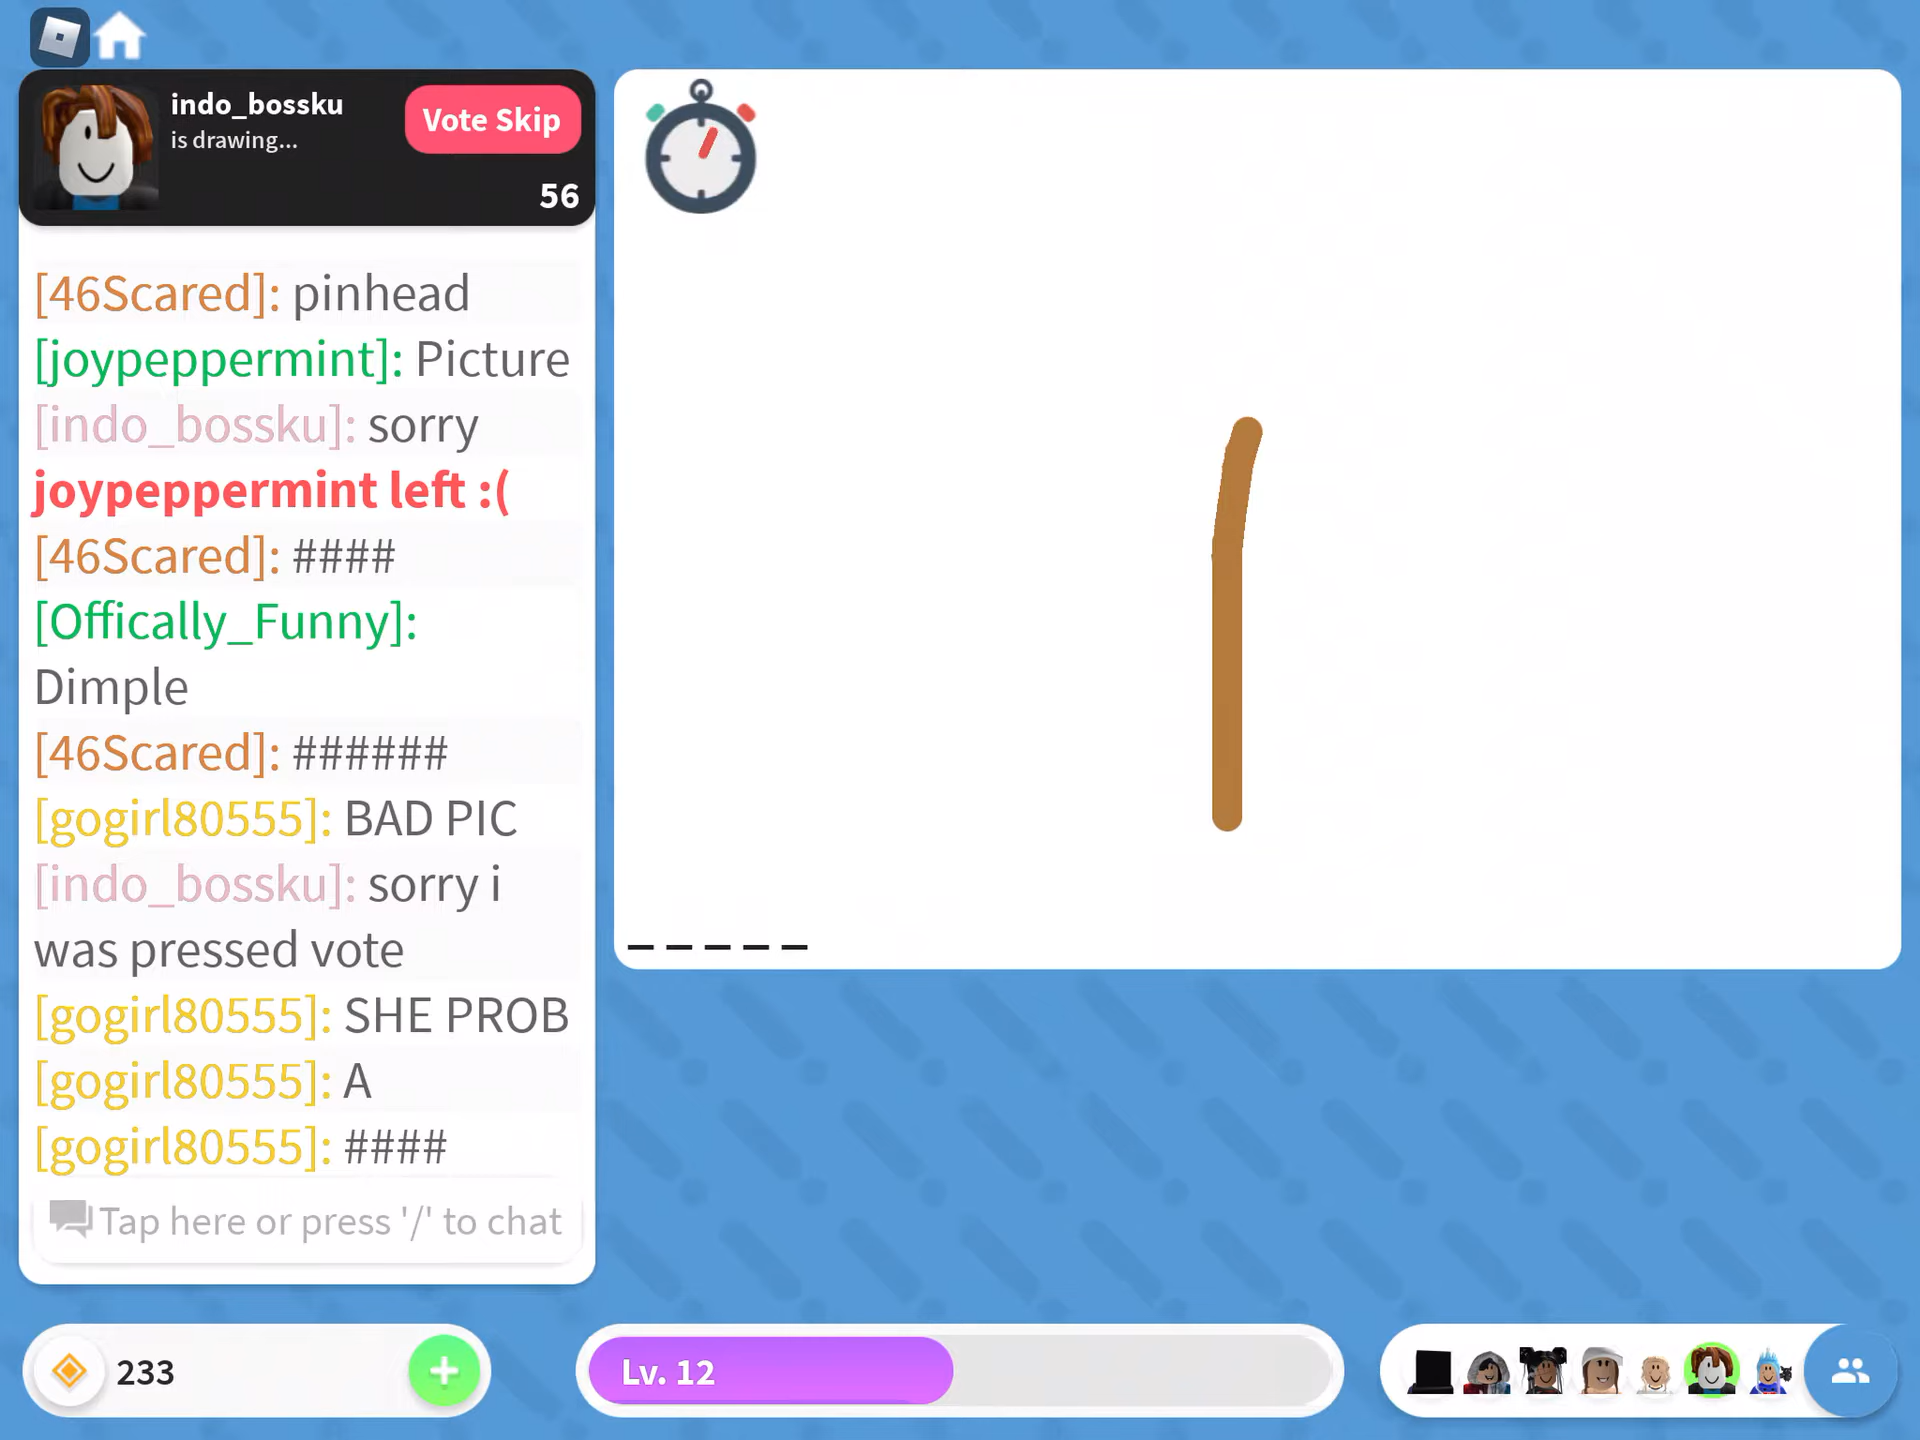 indo_bossku
is drawing...
Vote Skip
56
[46Scared]: pinhead
[joypeppermint]: Picture
[indo_bossku]: sorry
joypeppermint left :(
[46Scared]: ####
[Offically_Funny]:
Dimple
[46Scared]: ######
[gogirl80555]: BAD PIC
[indo_bossku]: sorry i
was pressed vote
[gogirl80555]: SHE PROB
[gogirl80555]: A
[gogirl80555]: ####
Tap here or press '/' to chat
_ _ _ _ _
233
Lv. 12